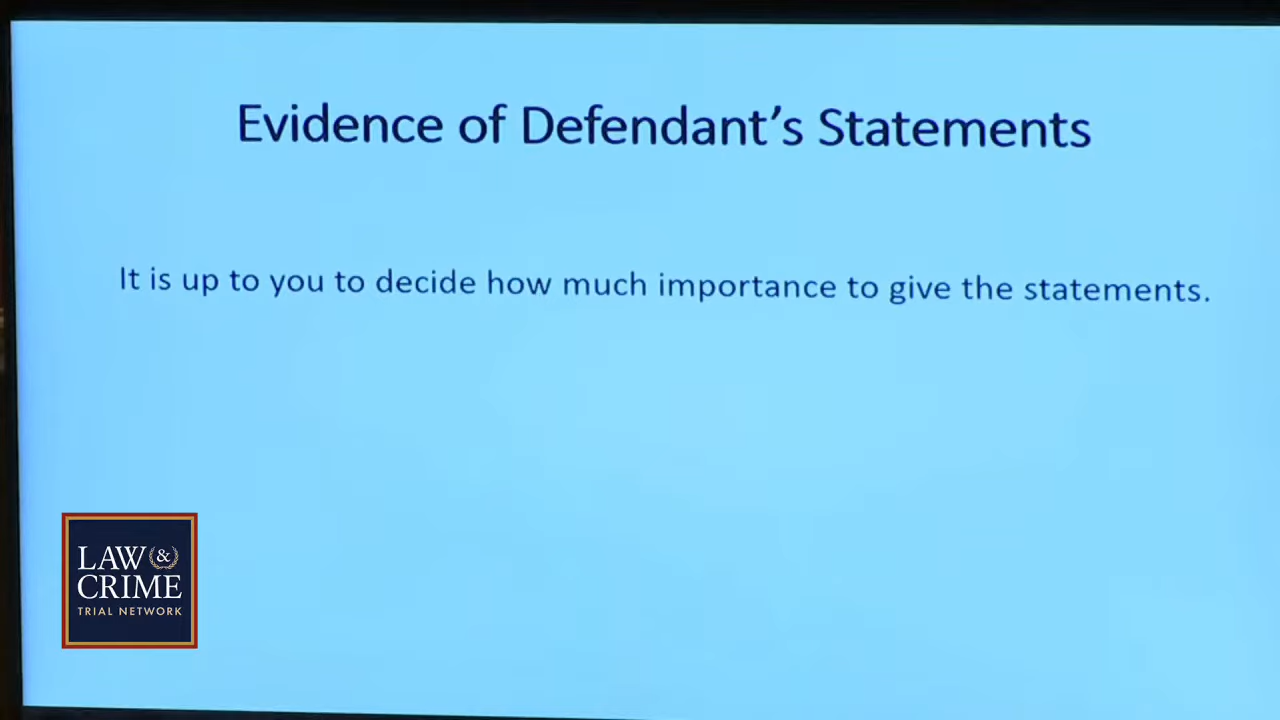 Evidence of Defendant’s Statements
It is up to you to decide how much importance to give the statements.
LAW &
CRIME
TRIAL NETWORK